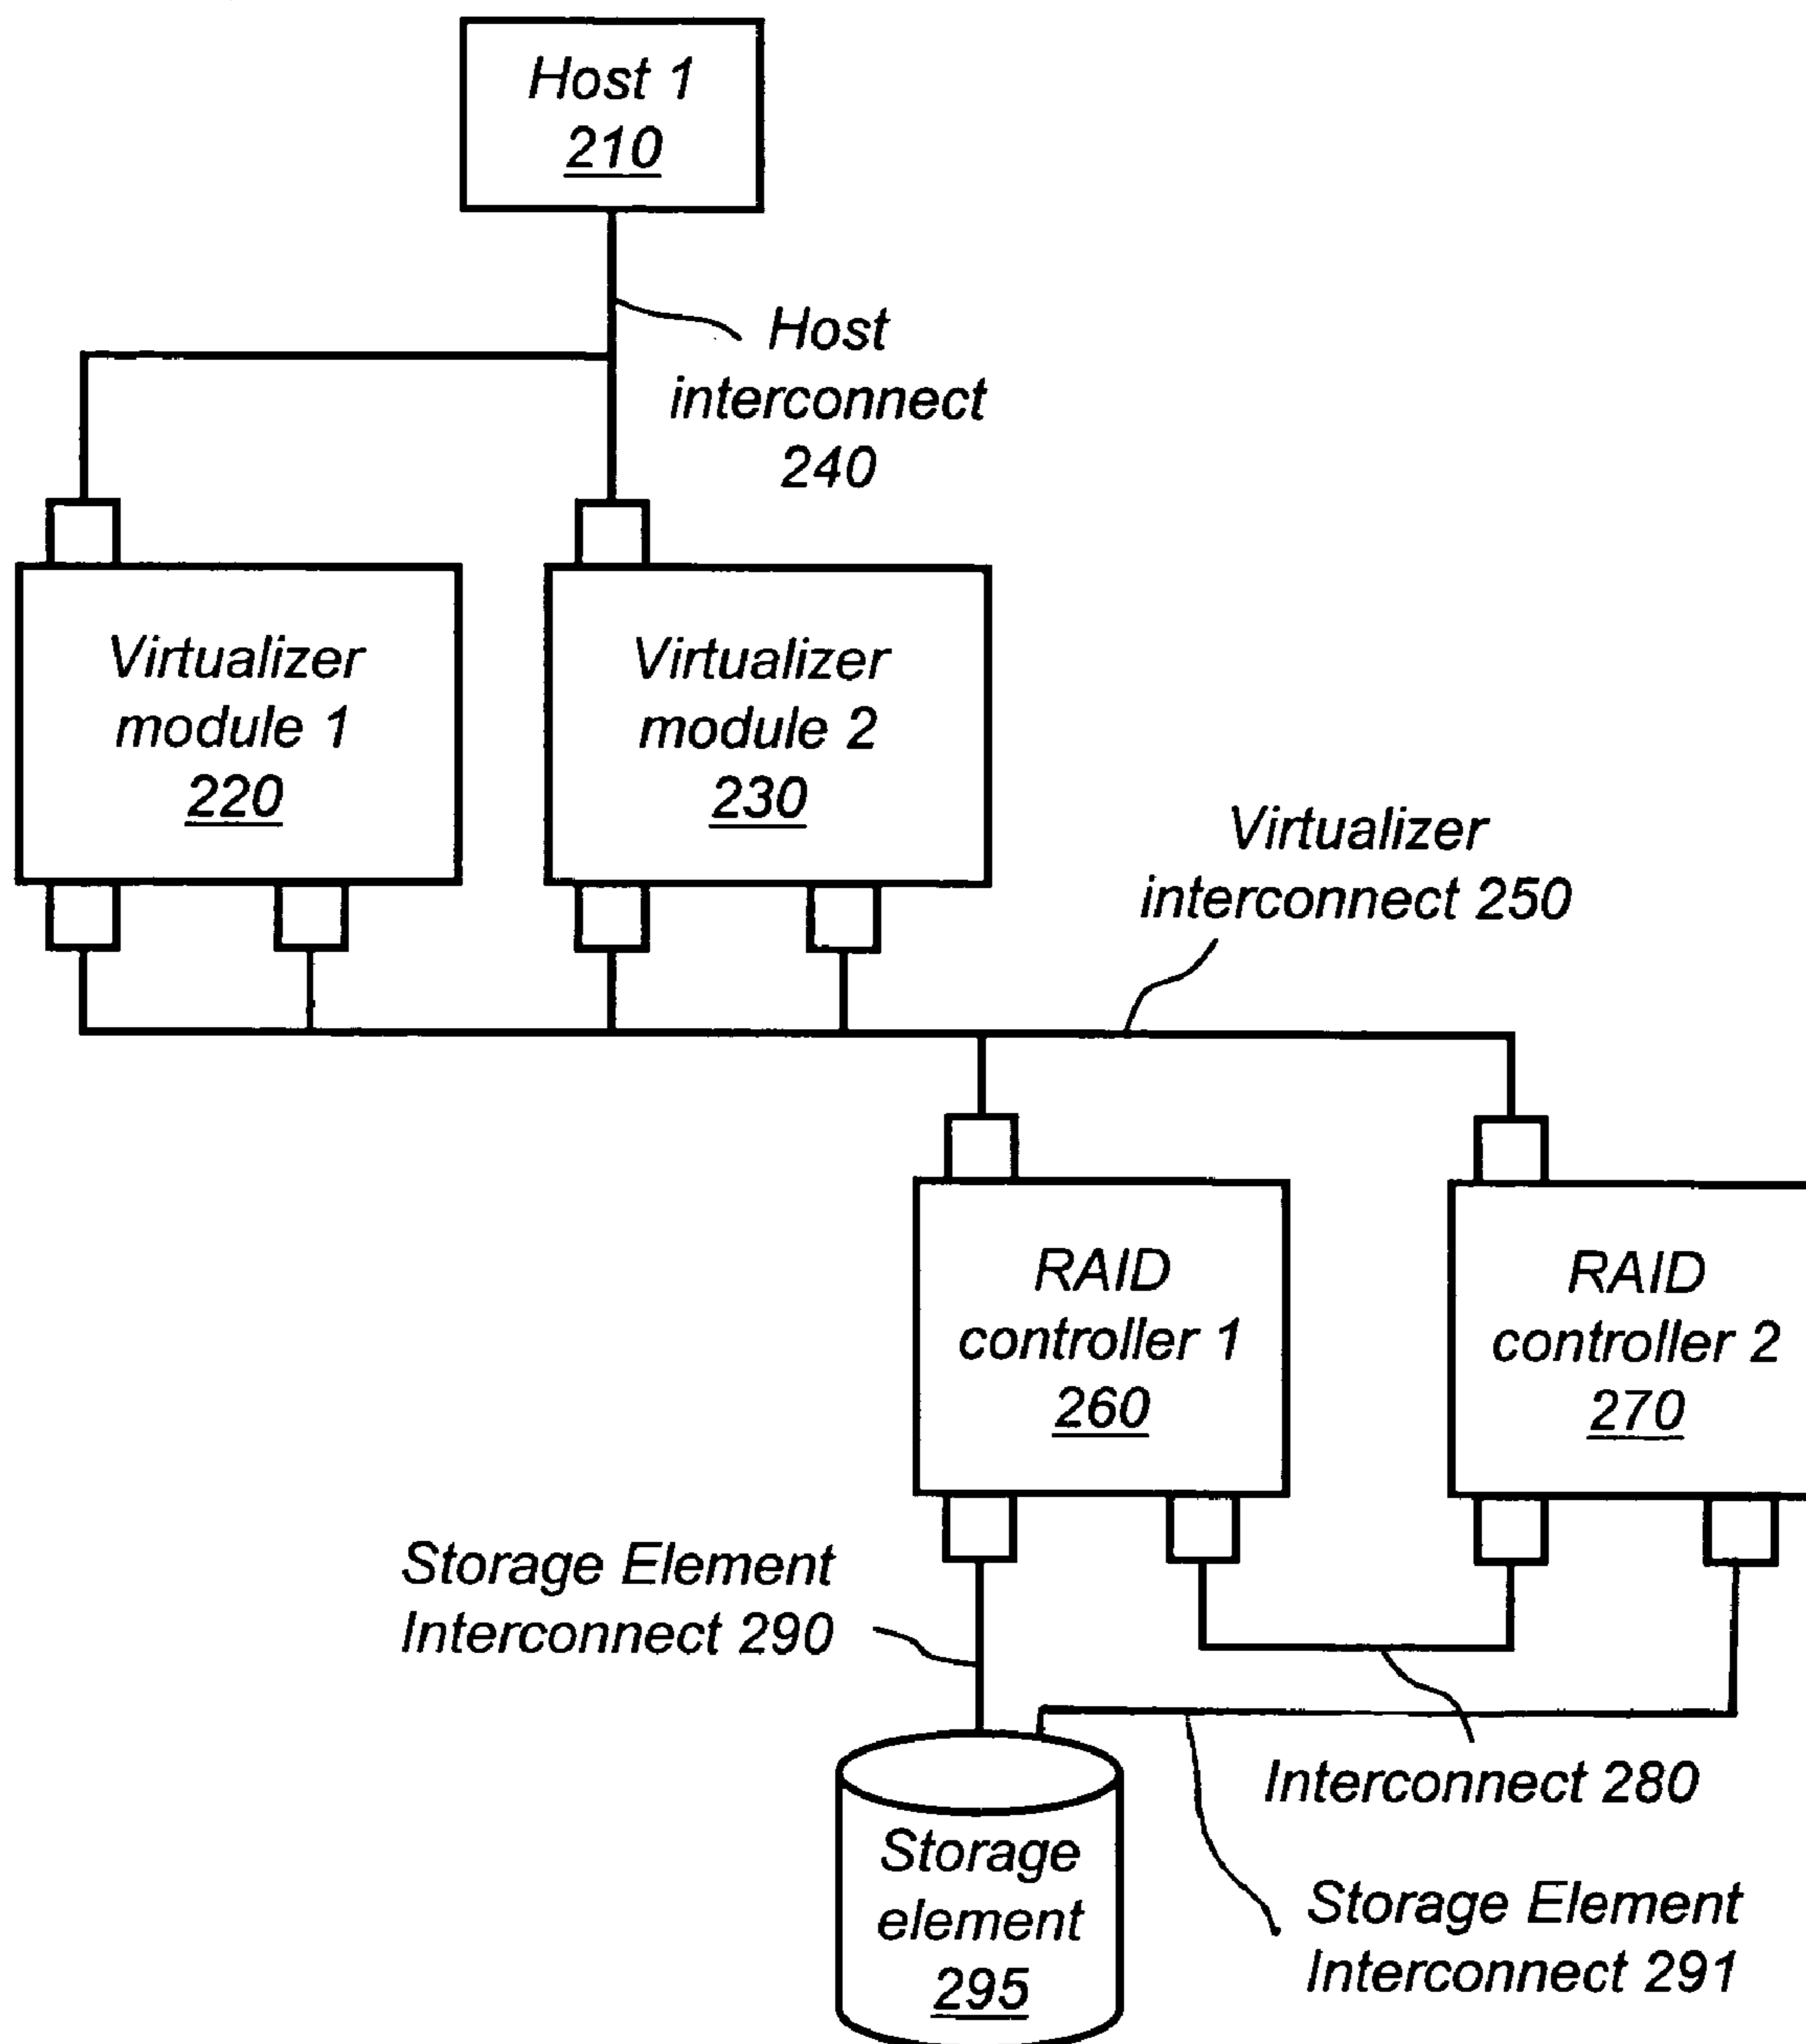 Host 1
210
Host
interconnect
240
Virtualizer
module 1
220
Virtualizer
module 2
230
Virtualizer
interconnect 250
RAID
controller 1
260
RAID
controller 2
270
Storage Element
Interconnect 290
Interconnect 280
Storage
element
295
Storage Element
Interconnect 291